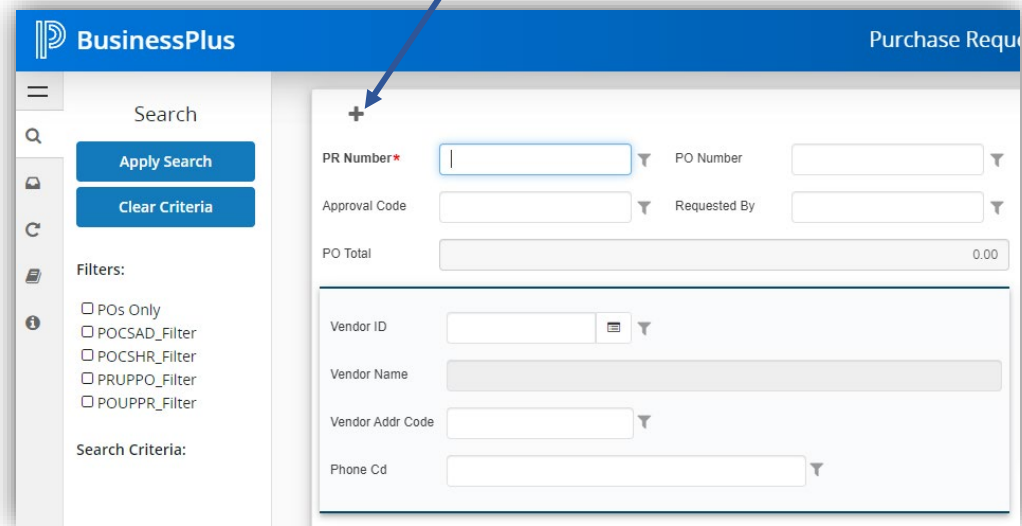 BusinessPlus
Purchase Reque
Search
Apply Search
Clear Criteria
Filters:
POs Only
POCSAD_Filter
POCSHR_Filter
PRUPPO_Filter
POUPPR_Filter
Search Criteria:
PR Number* PO Number
Approval Code Requested By
PO Total 0.00
Vendor ID
Vendor Name
Vendor Addr Code
Phone Cd